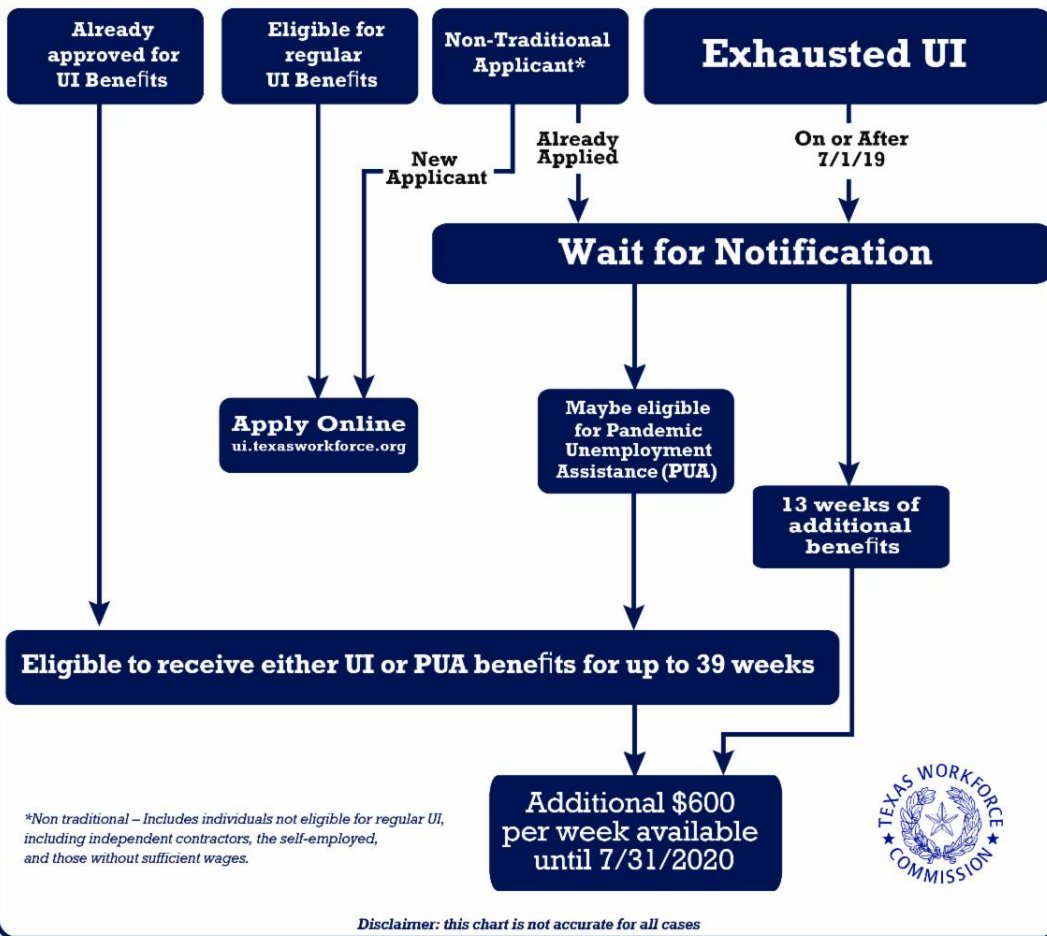 Already
approved for
UI Benefits
Eligible for
regular
UI Benefits
Non-Traditional
Applicant*
Exhausted UI
New
Applicant
Already
Applied
On or After
7/1/19
Wait for Notification
Apply Online
ui.texasworkforce.org
Maybe eligible
for Pandemic
Unemployment
Assistance (PUA)
13 weeks of
additional
benefits
Eligible to receive either UI or PUA benefits for up to 39 weeks
Additional $600
per week available
until 7/31/2020
*Non traditional – Includes individuals not eligible for regular UI,
including independent contractors, the self-employed,
and those without sufficient wages.
TEXAS WORKFORCE
COMMISSION
Disclaimer: this chart is not accurate for all cases